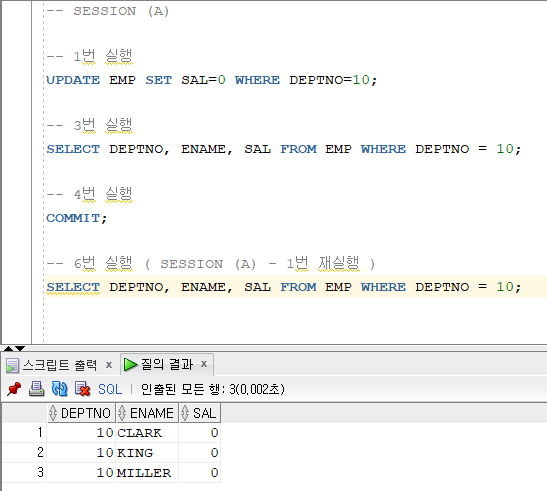 -- SESSION (A)
-- 1번 실행
UPDATE EMP SET SAL=0 WHERE DEPTNO=10;
-- 3번 실행
SELECT DEPTNO, ENAME, SAL FROM EMP WHERE DEPTNO = 10;
-- 4번 실행
COMMIT;
-- 6번 실행 ( SESSION (A) - 1번 재실행 )
SELECT DEPTNO, ENAME, SAL FROM EMP WHERE DEPTNO = 10;
스크립트 출력 x 질의 결과 x
SQL | 인출된 모든 행: 3(0,002초)
DEPTNO ENAME SAL
1 10 CLARK 0
2 10 KING 0
3 10 MILLER 0